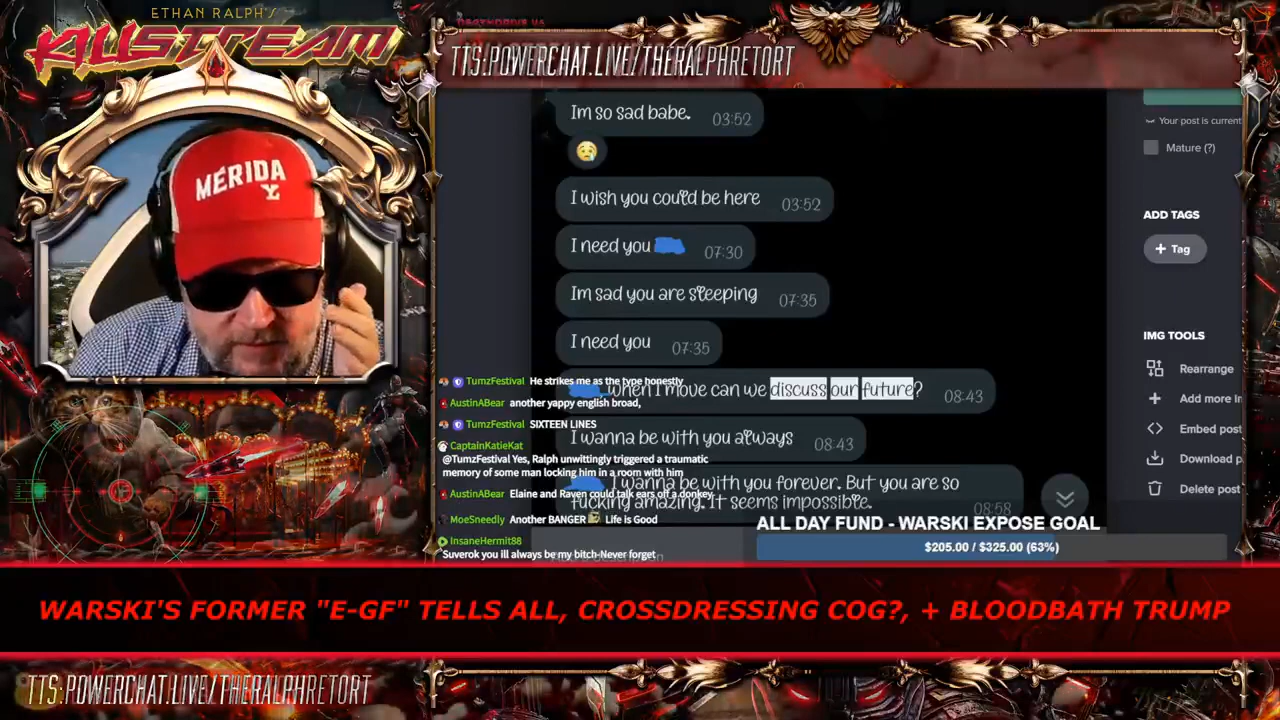 ETHAN RALPH'S
KILLSTREAM
TTS:POWERCHAT.LIVE/THERALPHRETORT
MÉRIDA
Y
Im so sad babe. 03:52
I wish you could be here 03:52
I need you 07:30
Im sad you are sleeping 07:35
I need you 07:35
when I move can we discuss our future? 08:43
I wanna be with you always 08:43
I wanna be with you forever. But you are so
fucking amazing. It seems impossible. 08:58
Your post is current
Mature (?)
ADD TAGS
+ Tag
IMG TOOLS
Rearrange
Add more in
Embed post
Download p
Delete post
TumzFestival He strikes me as the type honestly
AustinABear another yappy english broad,
TumzFestival SIXTEEN LINES
CaptainKatieKat
@TumzFestival Yes, Ralph unwittingly triggered a traumatic
memory of some man locking him in a room with him
AustinABear Elaine and Raven could talk ears off a donkey
MoeSneedly Another BANGER Life is Good
InsaneHermit88
Suverok you ill always be my bitch-Never forget
ALL DAY FUND - WARSKI EXPOSE GOAL
$205.00 / $325.00 (63%)
WARSKI'S FORMER "E-GF" TELLS ALL, CROSSDRESSING COG?, + BLOODBATH TRUMP
TTS:POWERCHAT.LIVE/THERALPHRETORT